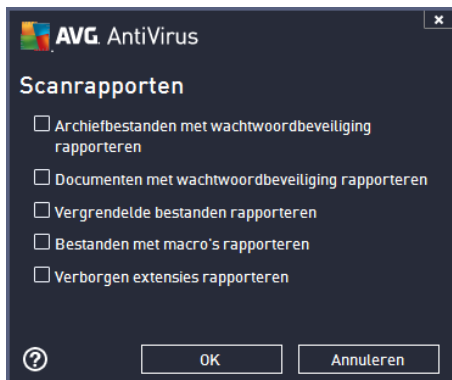 AVG. AntiVirus
Scanrapporten
Archiefbestanden met wachtwoordbeveiliging
rapporteren
Documenten met wachtwoordbeveiliging rapporteren
Vergrendelde bestanden rapporteren
Bestanden met macro's rapporteren
Verborgen extensies rapporteren
OK
Annuleren